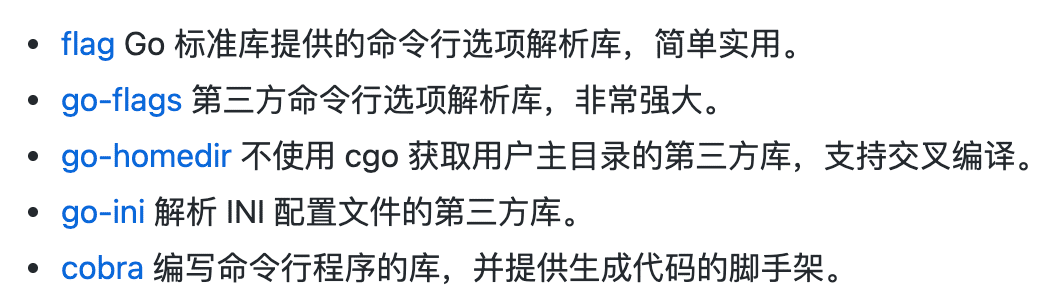 • flag Go 标准库提供的命令行选项解析库，简单实用。
• go-flags 第三方命令行选项解析库，非常强大。
• go-homedir 不使用 cgo 获取用户主目录的第三方库，支持交叉编译。
• go-ini 解析 INI 配置文件的第三方库。
• cobra 编写命令行程序的库，并提供生成代码的脚手架。